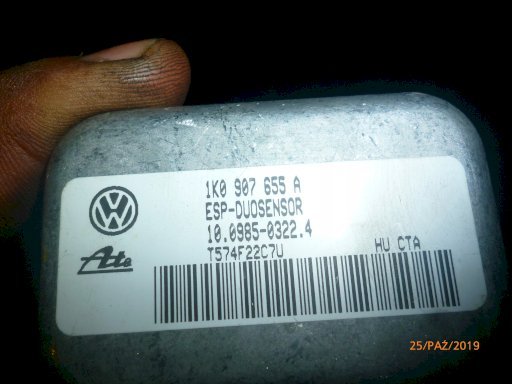 1K0 907 655 A
ESP-DUOSENSOR
10.0985-0322.4
T574F22C7U HU CTA
Ate
25/PAŹ/2019